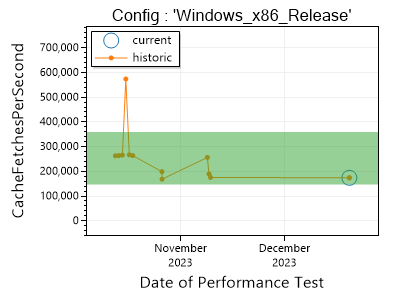 Config : 'Windows_x86_Release'
current
historic
CacheFetchesPerSecond
700,000
600,000
500,000
400,000
300,000
200,000
100,000
0
November
2023
December
2023
Date of Performance Test